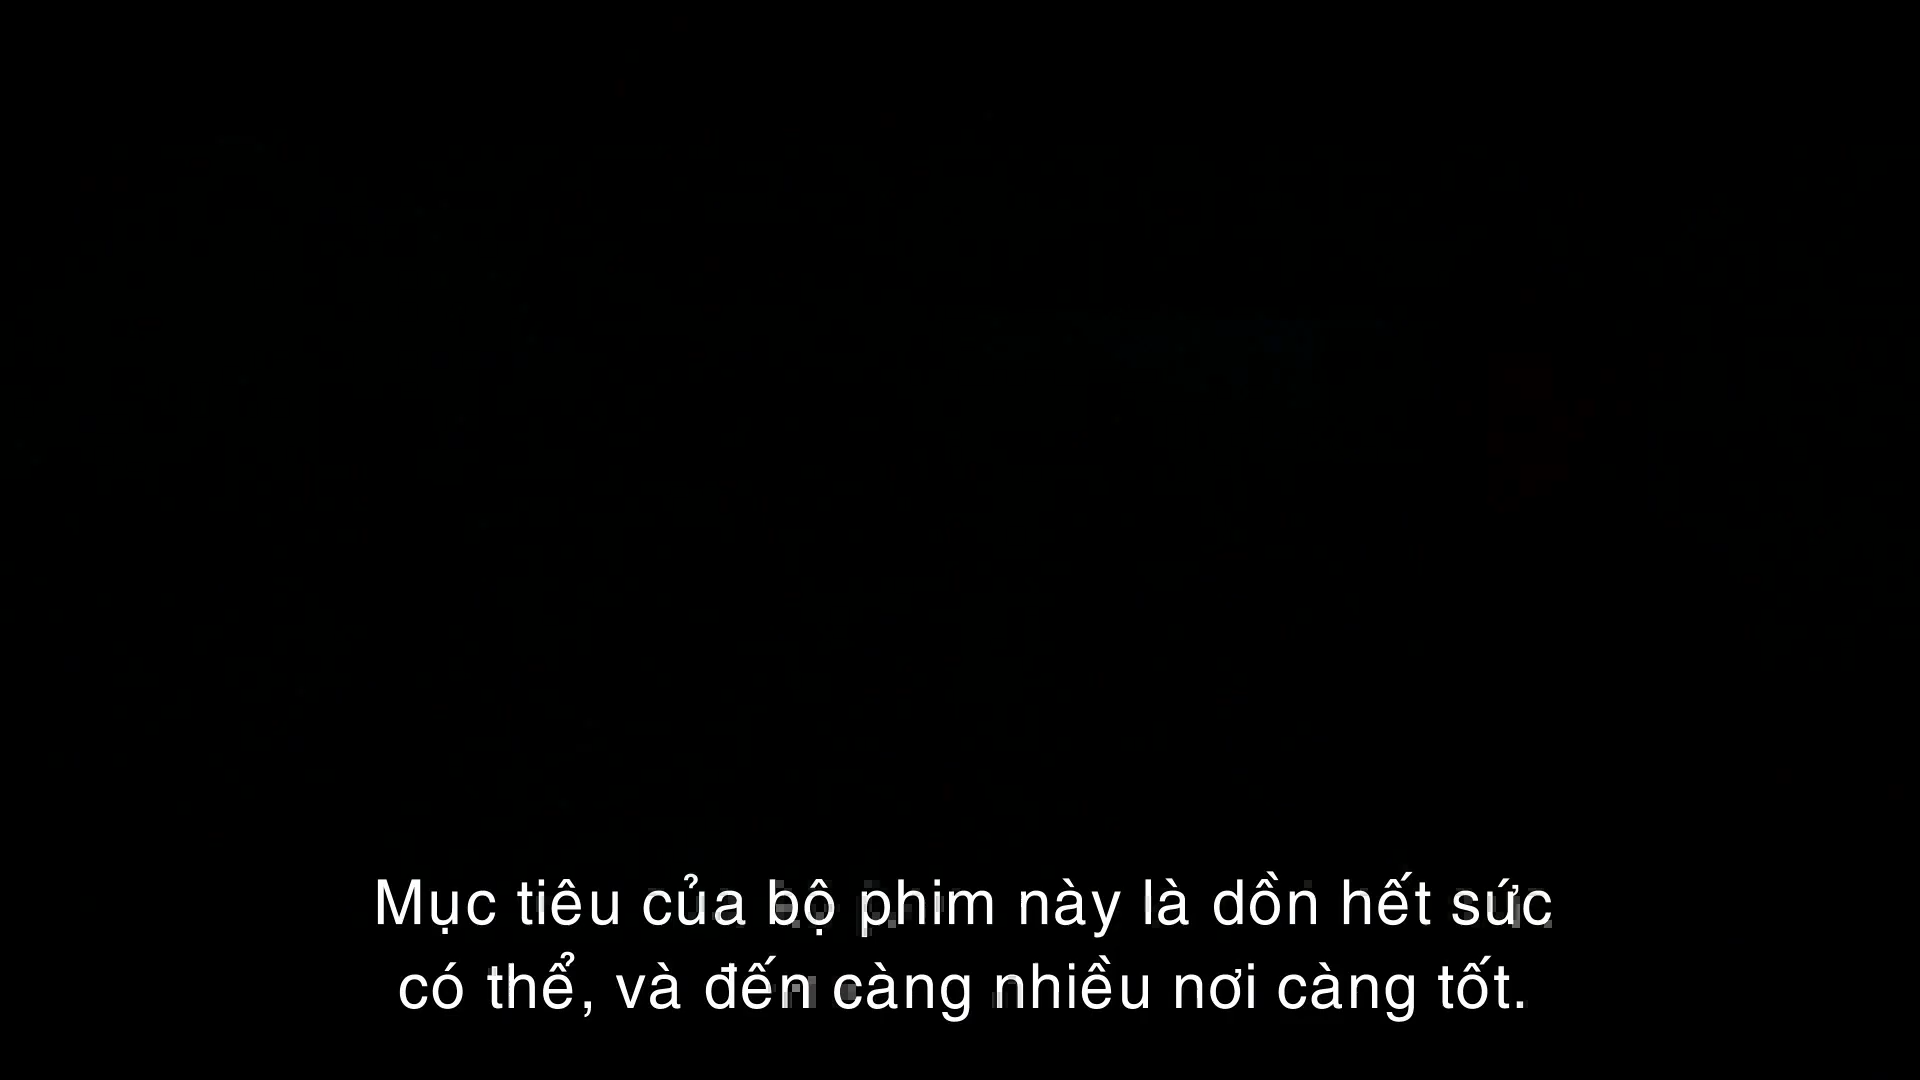 Mục tiêu của bộ phim này là dồn hết sức
có thể, và đến càng nhiều nơi càng tốt.